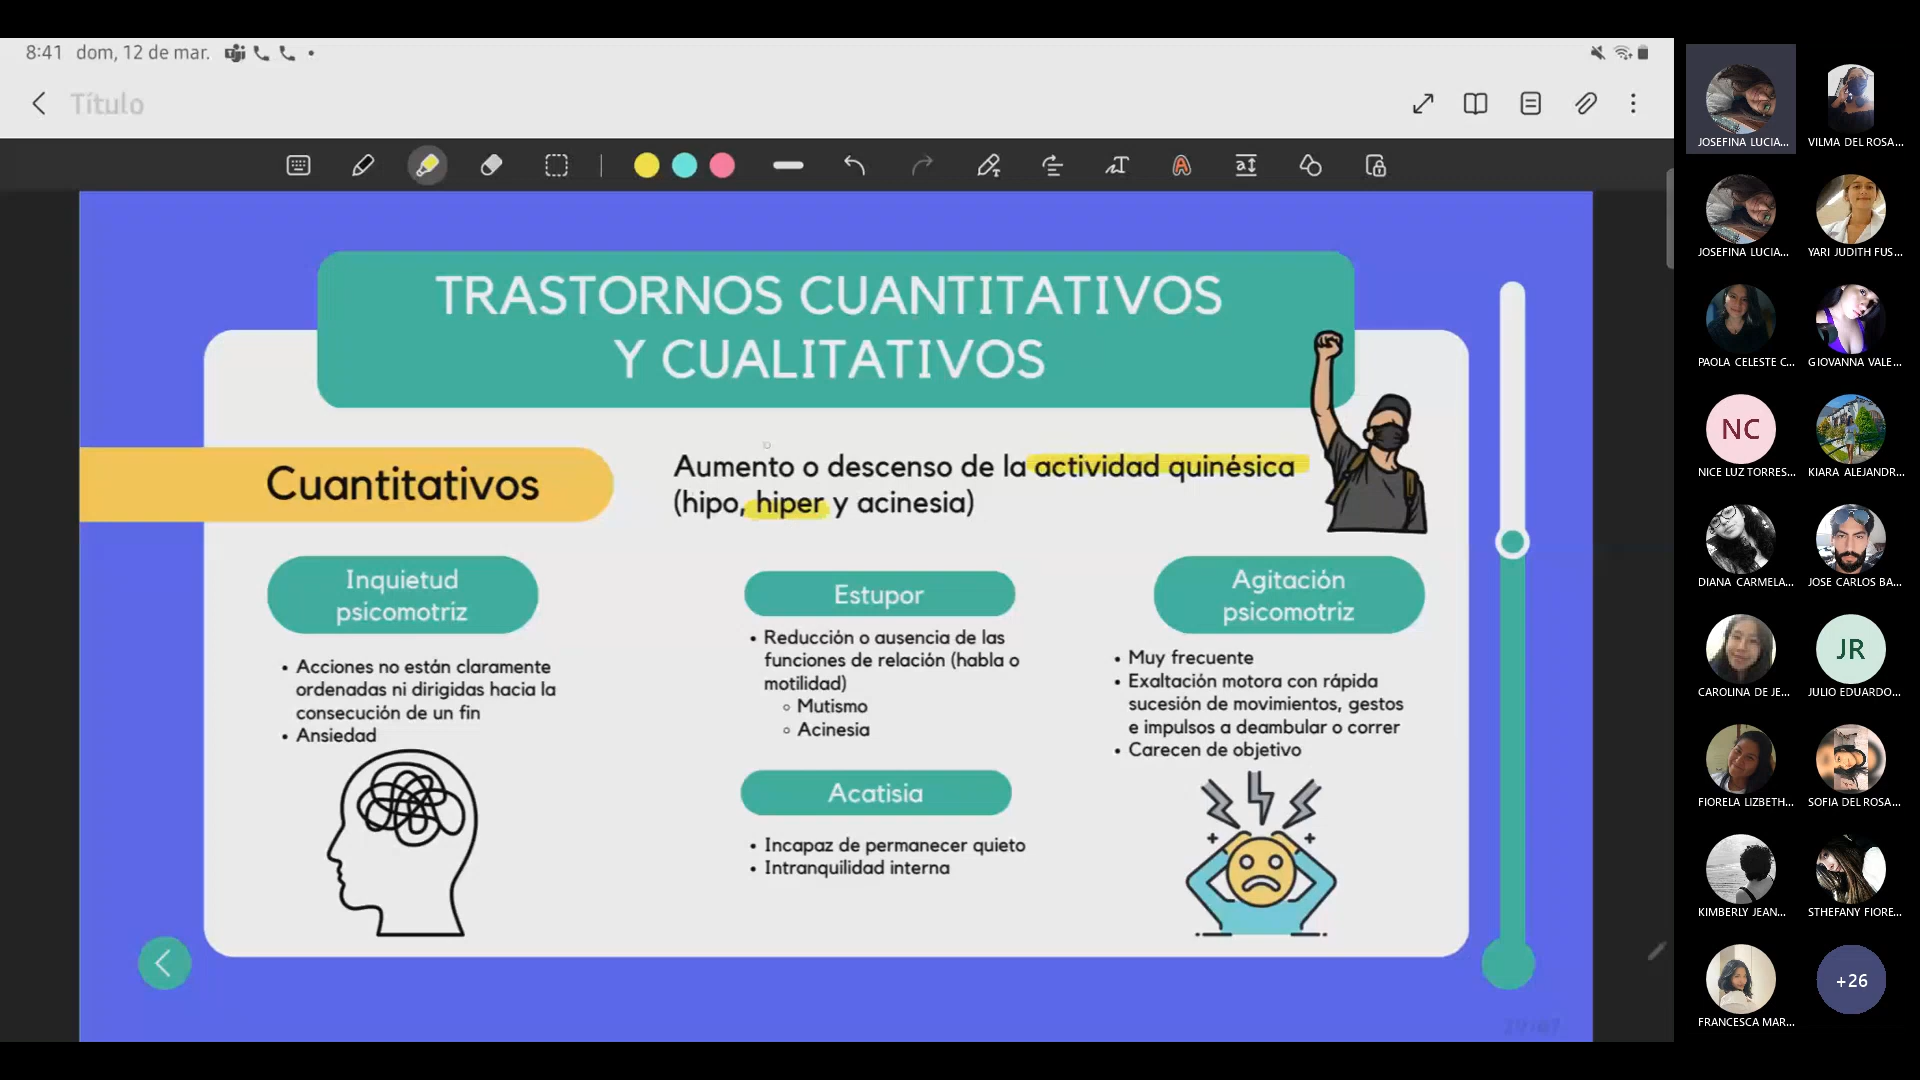 8:41 dom, 12 de mar.
Título
TRASTORNOS CUANTITATIVOS
Y CUALITATIVOS
Cuantitativos
Aumento o descenso de la actividad quinésica
(hipo, hiper y acinesia)
Inquietud
psicomotriz
• Acciones no están claramente
ordenadas ni dirigidas hacia la
consecución de un fin
• Ansiedad
Estupor
• Reducción o ausencia de las
funciones de relación (habla o
motilidad)
◦ Mutismo
◦ Acinesia
Acatisia
• Incapaz de permanecer quieto
• Intranquilidad interna
Agitación
psicomotriz
• Muy frecuente
• Exaltación motora con rápida
sucesión de movimientos, gestos
e impulsos a deambular o correr
• Carecen de objetivo
JOSEFINA LUCIA...
VILMA DEL ROSA...
JOSEFINA LUCIA...
YARI JUDITH FUS...
PAOLA CELESTE C...
GIOVANNA VALE...
NC
NICE LUZ TORRES...
KIARA ALEJANDR...
DIANA CARMELA...
JOSE CARLOS BA...
CAROLINA DE JE...
JR
JULIO EDUARDO...
FIORELA LIZBETH...
SOFIA DEL ROSA...
KIMBERLY JEAN...
STHEFANY FIORE...
FRANCESCA MAR...
+26